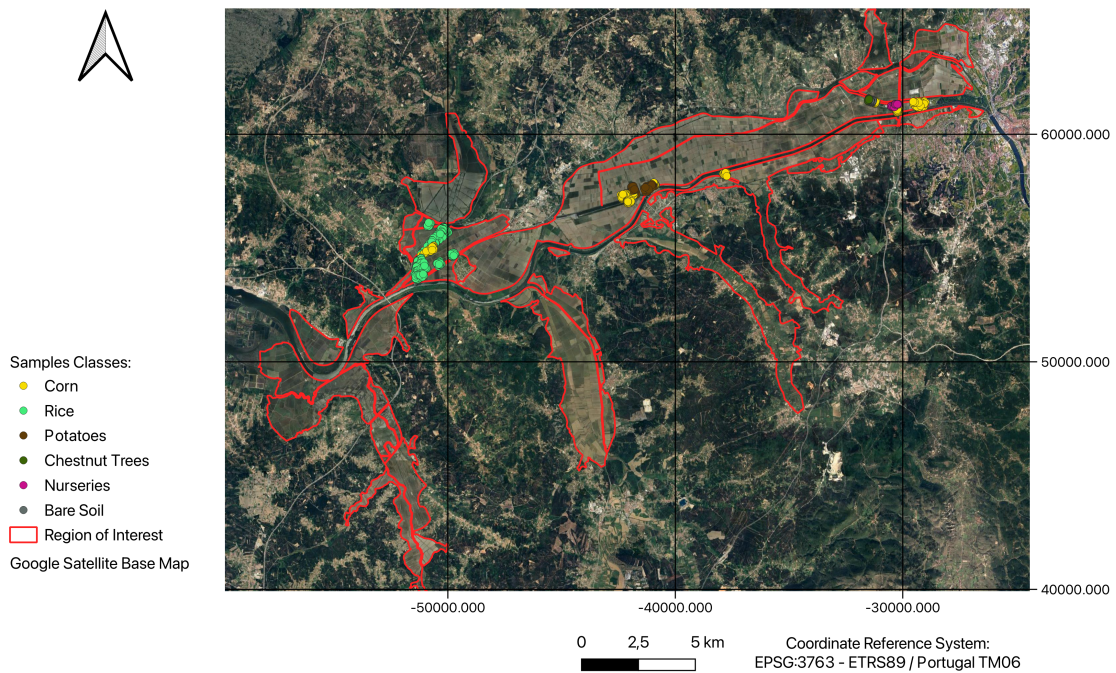 60000.000
Samples Classes:
Corn
Rice
Potatoes
Chestnut Trees
Nurseries
Bare Soil
Region of Interest
Google Satellite Base Map
50000.000
40000.000
-50000.000
-40000.000
-30000.000
0
2,5
5 km
Coordinate Reference System:
EPSG:3763 - ETRS89 / Portugal TM06